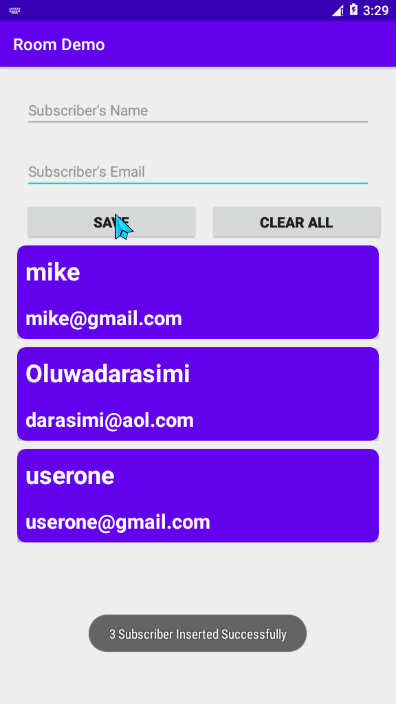 3:29
Room Demo
Subscriber's Name
Subscriber's Email
SAVE
CLEAR ALL
mike
mike@gmail.com
Oluwadarasimi
darasimi@aol.com
userone
userone@gmail.com
3 Subscriber Inserted Successfully